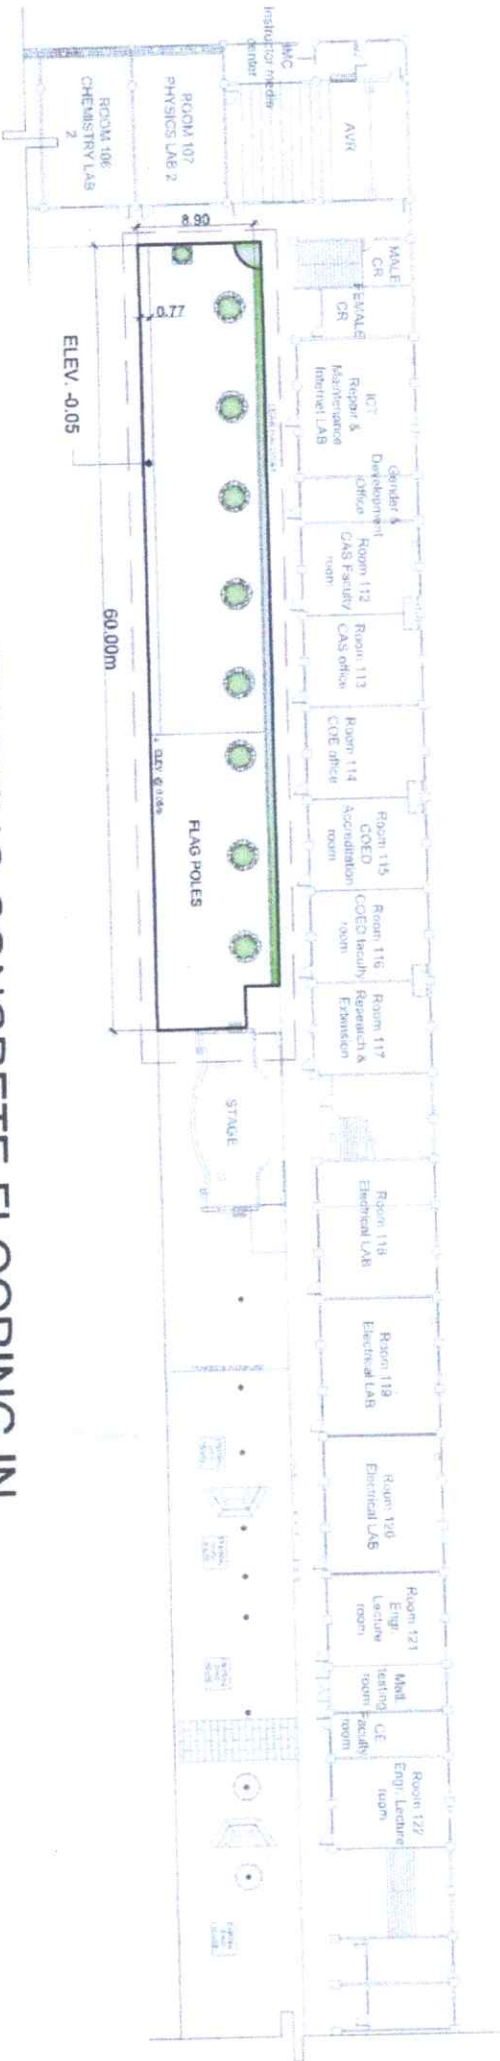 IMC
Instructor media
center
AVR
ROOM 107
PHYSICS LAB 2
ROOM 106
CHEMISTRY LAB
2
MALE
CR
FEMALE
CR
ICT
Repair &
Maintenance
Internet LAB
Gender &
Development
Office
Room 112
CAS Faculty
room
Room 113
CAS office
Room 114
COE office
Room 115
COED
Accreditation
room
Room 116
COED faculty
room
Room 117
Research &
Extension
Room 118
Electrical LAB
Room 119
Electrical LAB
Room 120
Electrical LAB
Room 121
Engr.
Lecture
room
Matl.
testing
room
CE
Faculty
room
Room 122
Engr. Lecture
room
8.90
0.77
ELEV. -0.05
60.00m
FLAG POLES
STAGE
CONCRETE FLOORING IN